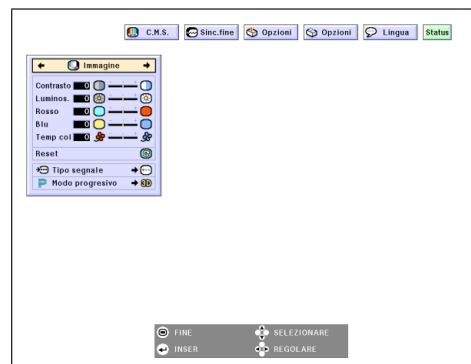 C.M.S. Sinc.fine Opzioni Opzioni Lingua Status
Immagine
Contrasto 0
Luminos. 0
Rosso 0
Blu 0
Temp col 0
Reset
Tipo segnale
P Modo progresivo 3D
FINE SELEZIONARE
INSER REGOLARE